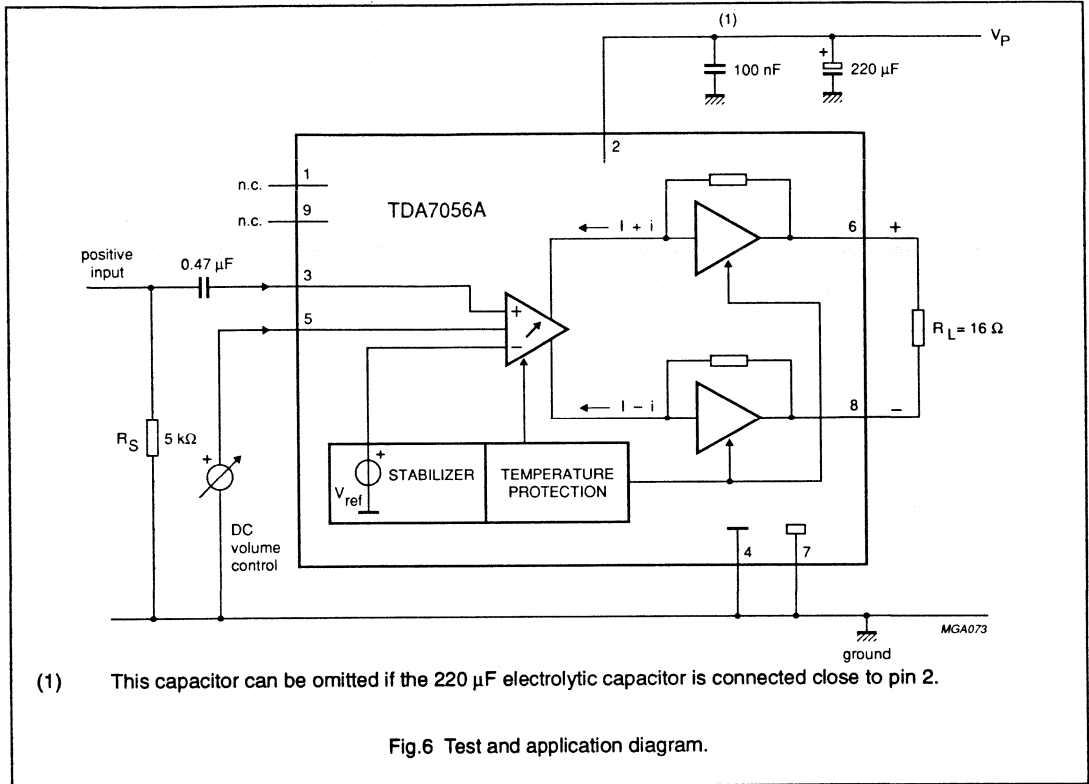 (1)
V_P
+
100 nF
220 µF
2
1
n.c.
9
n.c.
TDA7056A
I + i
6
+
positive
input
0.47 µF
3
5
+
−
R_L = 16 Ω
I − i
8
−
R_S
5 kΩ
+
+
V_ref
STABILIZER
TEMPERATURE
PROTECTION
DC
volume
control
4
7
MGA073
ground
(1) This capacitor can be omitted if the 220 µF electrolytic capacitor is connected close to pin 2.
Fig.6 Test and application diagram.